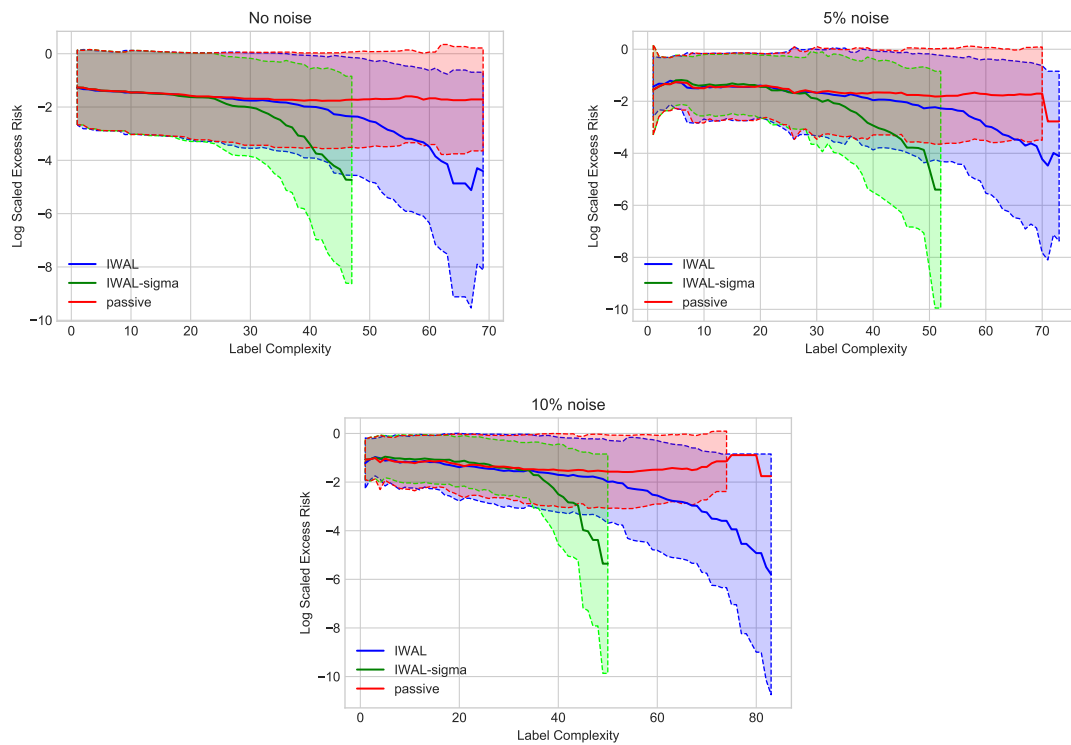 No noise
0
−2
−4
−6
−8
−10
Log Scaled Excess Risk
IWAL
IWAL-sigma
passive
0 10 20 30 40 50 60 70
Label Complexity
5% noise
0
−2
−4
−6
−8
−10
Log Scaled Excess Risk
IWAL
IWAL-sigma
passive
0 10 20 30 40 50 60 70
Label Complexity
10% noise
0
−2
−4
−6
−8
−10
Log Scaled Excess Risk
IWAL
IWAL-sigma
passive
0 20 40 60 80
Label Complexity